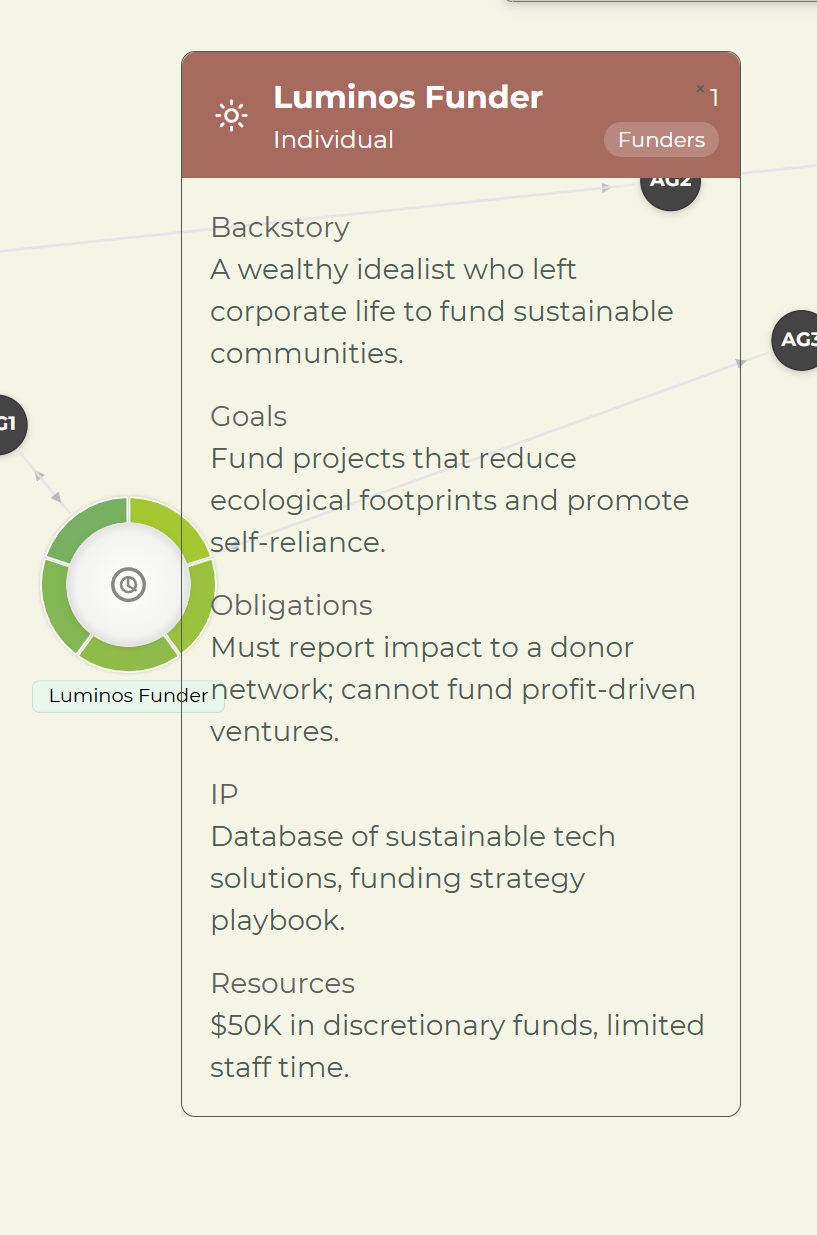 Luminos Funder
× 1
Individual
Funders
AG2
Backstory
A wealthy idealist who left
corporate life to fund sustainable
communities.
AG3
Goals
G1
Fund projects that reduce
ecological footprints and promote
self-reliance.
Obligations
Must report impact to a donor
Luminos Funder
network; cannot fund profit-driven
ventures.
IP
Database of sustainable tech
solutions, funding strategy
playbook.
Resources
$50K in discretionary funds, limited
staff time.